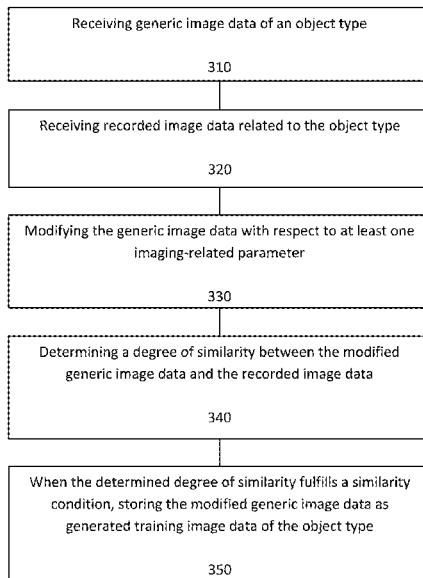 Receiving generic image data of an object type
310
Receiving recorded image data related to the object type
320
Modifying the generic image data with respect to at least one
imaging-related parameter
330
Determining a degree of similarity between the modified
generic image data and the recorded image data
340
When the determined degree of similarity fulfills a similarity
condition, storing the modified generic image data as
generated training image data of the object type
350